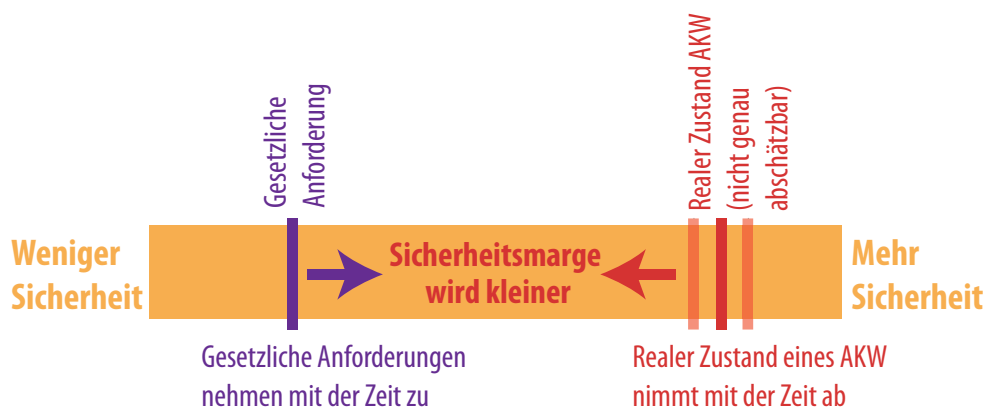 Gesetzliche
Anforderung
Realer Zustand AKW
(nicht genau
abschätzbar)
Weniger
Sicherheit
Sicherheitsmarge
wird kleiner
Mehr
Sicherheit
Gesetzliche Anforderungen
nehmen mit der Zeit zu
Realer Zustand eines AKW
nimmt mit der Zeit ab